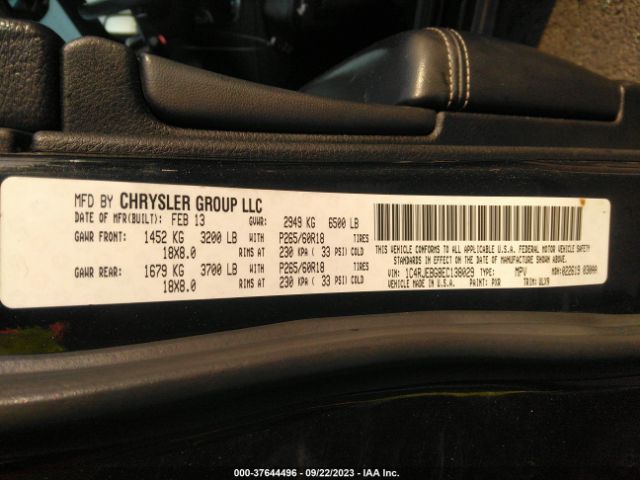 MFD BY CHRYSLER GROUP LLC
DATE OF MFR(BUILT): FEB 13 GVWR: 2949 KG 6500 LB
GAWR FRONT: 1452 KG 3200 LB WITH P265/60R18 TIRES
18X8.0 RIMS AT 230 KPA ( 33 PSI) COLD
GAWR REAR: 1679 KG 3700 LB WITH P265/60R18 TIRES
18X8.0 RIMS AT 230 KPA ( 33 PSI) COLD
THIS VEHICLE CONFORMS TO ALL APPLICABLE U.S.A. FEDERAL MOTOR VEHICLE SAFETY
STANDARDS IN EFFECT ON THE DATE OF MANUFACTURE SHOWN ABOVE.
VIN: 1C4RJEBG8EC138029 TYPE: MPV MDH: 022619 030AA
VEHICLE MADE IN U.S.A. PAINT: PXR TRIM: ULX9
000-37644496 - 09/22/2023 - IAA Inc.